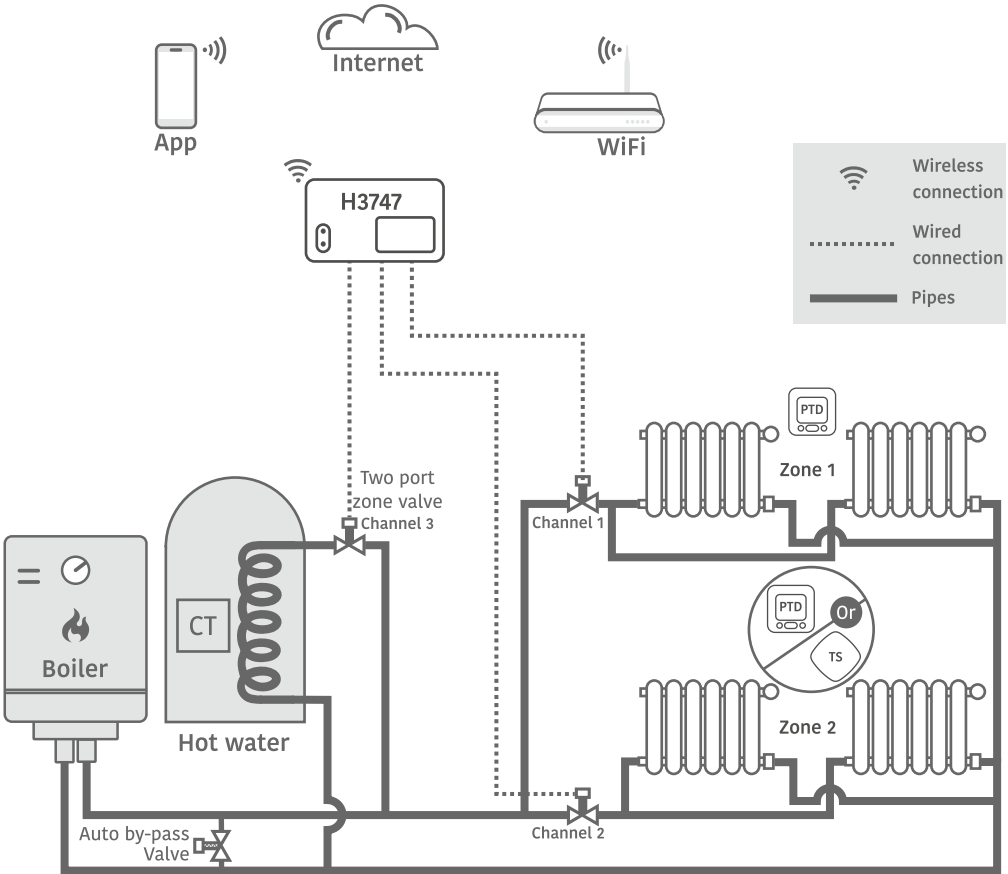 Internet
App
WiFi
Wireless
connection
H3747
Wired
connection
Pipes
PTD
Two port
zone valve
Channel 3
Zone 1
Channel 1
PTD
Or
CT
TS
Boiler
Zone 2
Hot water
Auto by-pass
Valve
Channel 2